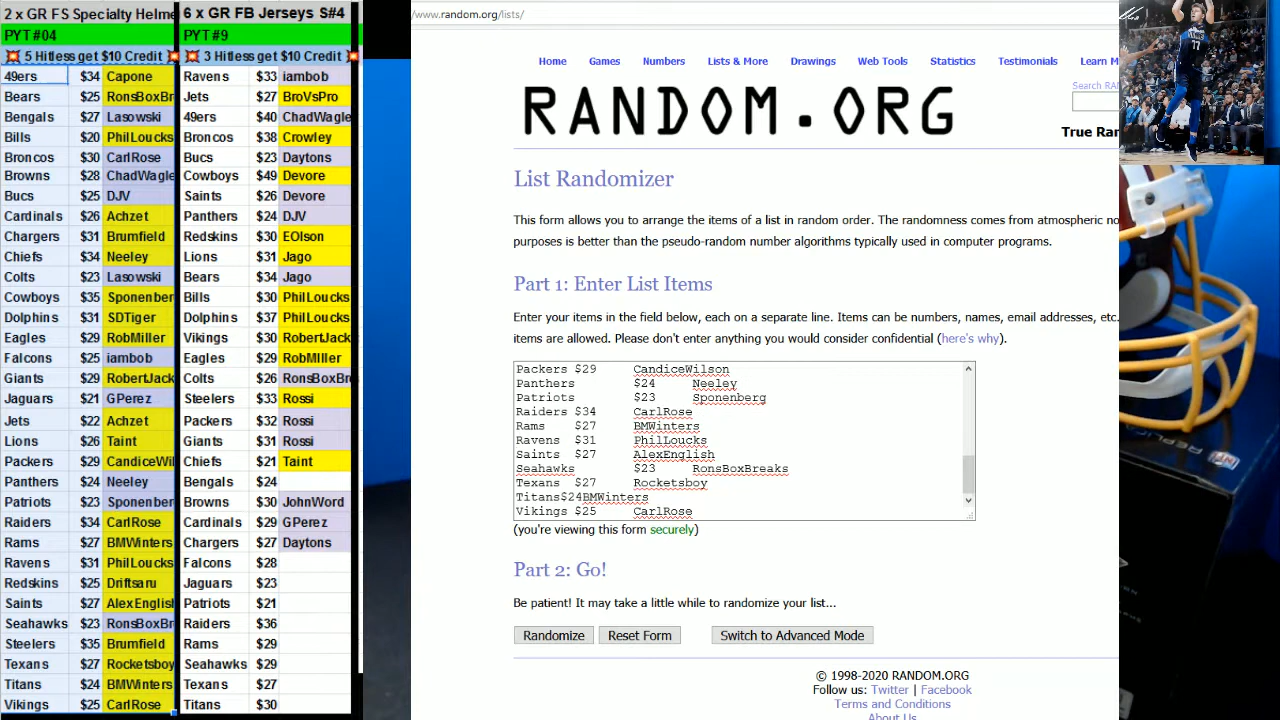 2 x GR FS Specialty Helme
PYT #04
💥 5 Hitless get $10 Credit 💥
49ers $34 Capone
Bears $25 RonsBoxBr
Bengals $27 Lasowski
Bills $20 PhilLoucks
Broncos $30 CarlRose
Browns $28 ChadWagle
Bucs $25 DJV
Cardinals $26 Achzet
Chargers $31 Brumfield
Chiefs $34 Neeley
Colts $23 Lasowski
Cowboys $35 Sponenber
Dolphins $31 SDTiger
Eagles $29 RobMiller
Falcons $25 iambob
Giants $29 RobertJack
Jaguars $21 GPerez
Jets $22 Achzet
Lions $26 Taint
Packers $29 CandiceWil
Panthers $24 Neeley
Patriots $23 Sponenber
Raiders $34 CarlRose
Rams $27 BMWinters
Ravens $31 PhilLoucks
Redskins $25 Driftsaru
Saints $27 AlexEnglis
Seahawks $23 RonsBoxBr
Steelers $35 Brumfield
Texans $27 Rocketsboy
Titans $24 BMWinters
Vikings $25 CarlRose
6 x GR FB Jerseys S#4
PYT #9
💥 3 Hitless get $10 Credit 💥
Ravens $33 iambob
Jets $27 BroVsPro
49ers $40 ChadWagle
Broncos $38 Crowley
Bucs $23 Daytons
Cowboys $49 Devore
Saints $26 Devore
Panthers $24 DJV
Redskins $30 EOlson
Lions $31 Jago
Bears $34 Jago
Bills $30 PhilLoucks
Dolphins $37 PhilLoucks
Vikings $30 RobertJack
Eagles $29 RobMIller
Colts $26 RonsBoxBre
Steelers $33 Rossi
Packers $32 Rossi
Giants $31 Rossi
Chiefs $21 Taint
Bengals $24
Browns $30 JohnWord
Cardinals $29 GPerez
Chargers $27 Daytons
Falcons $28
Jaguars $23
Patriots $21
Raiders $36
Rams $29
Seahawks $29
Texans $27
Titans $30
/www.random.org/lists/
Home Games Numbers Lists & More Drawings Web Tools Statistics Testimonials Learn M
Search RAN
RANDOM.ORG
True Ran
List Randomizer
This form allows you to arrange the items of a list in random order. The randomness comes from atmospheric no
purposes is better than the pseudo-random number algorithms typically used in computer programs.
Part 1: Enter List Items
Enter your items in the field below, each on a separate line. Items can be numbers, names, email addresses, etc.
items are allowed. Please don't enter anything you would consider confidential (here's why).
Packers $29 CandiceWilson
Panthers $24 Neeley
Patriots $23 Sponenberg
Raiders $34 CarlRose
Rams $27 BMWinters
Ravens $31 PhilLoucks
Saints $27 AlexEnglish
Seahawks $23 RonsBoxBreaks
Texans $27 Rocketsboy
Titans$24BMWinters
Vikings $25 CarlRose
(you're viewing this form securely)
Part 2: Go!
Be patient! It may take a little while to randomize your list...
Randomize Reset Form Switch to Advanced Mode
© 1998-2020 RANDOM.ORG
Follow us: Twitter | Facebook
Terms and Conditions
About Us
77